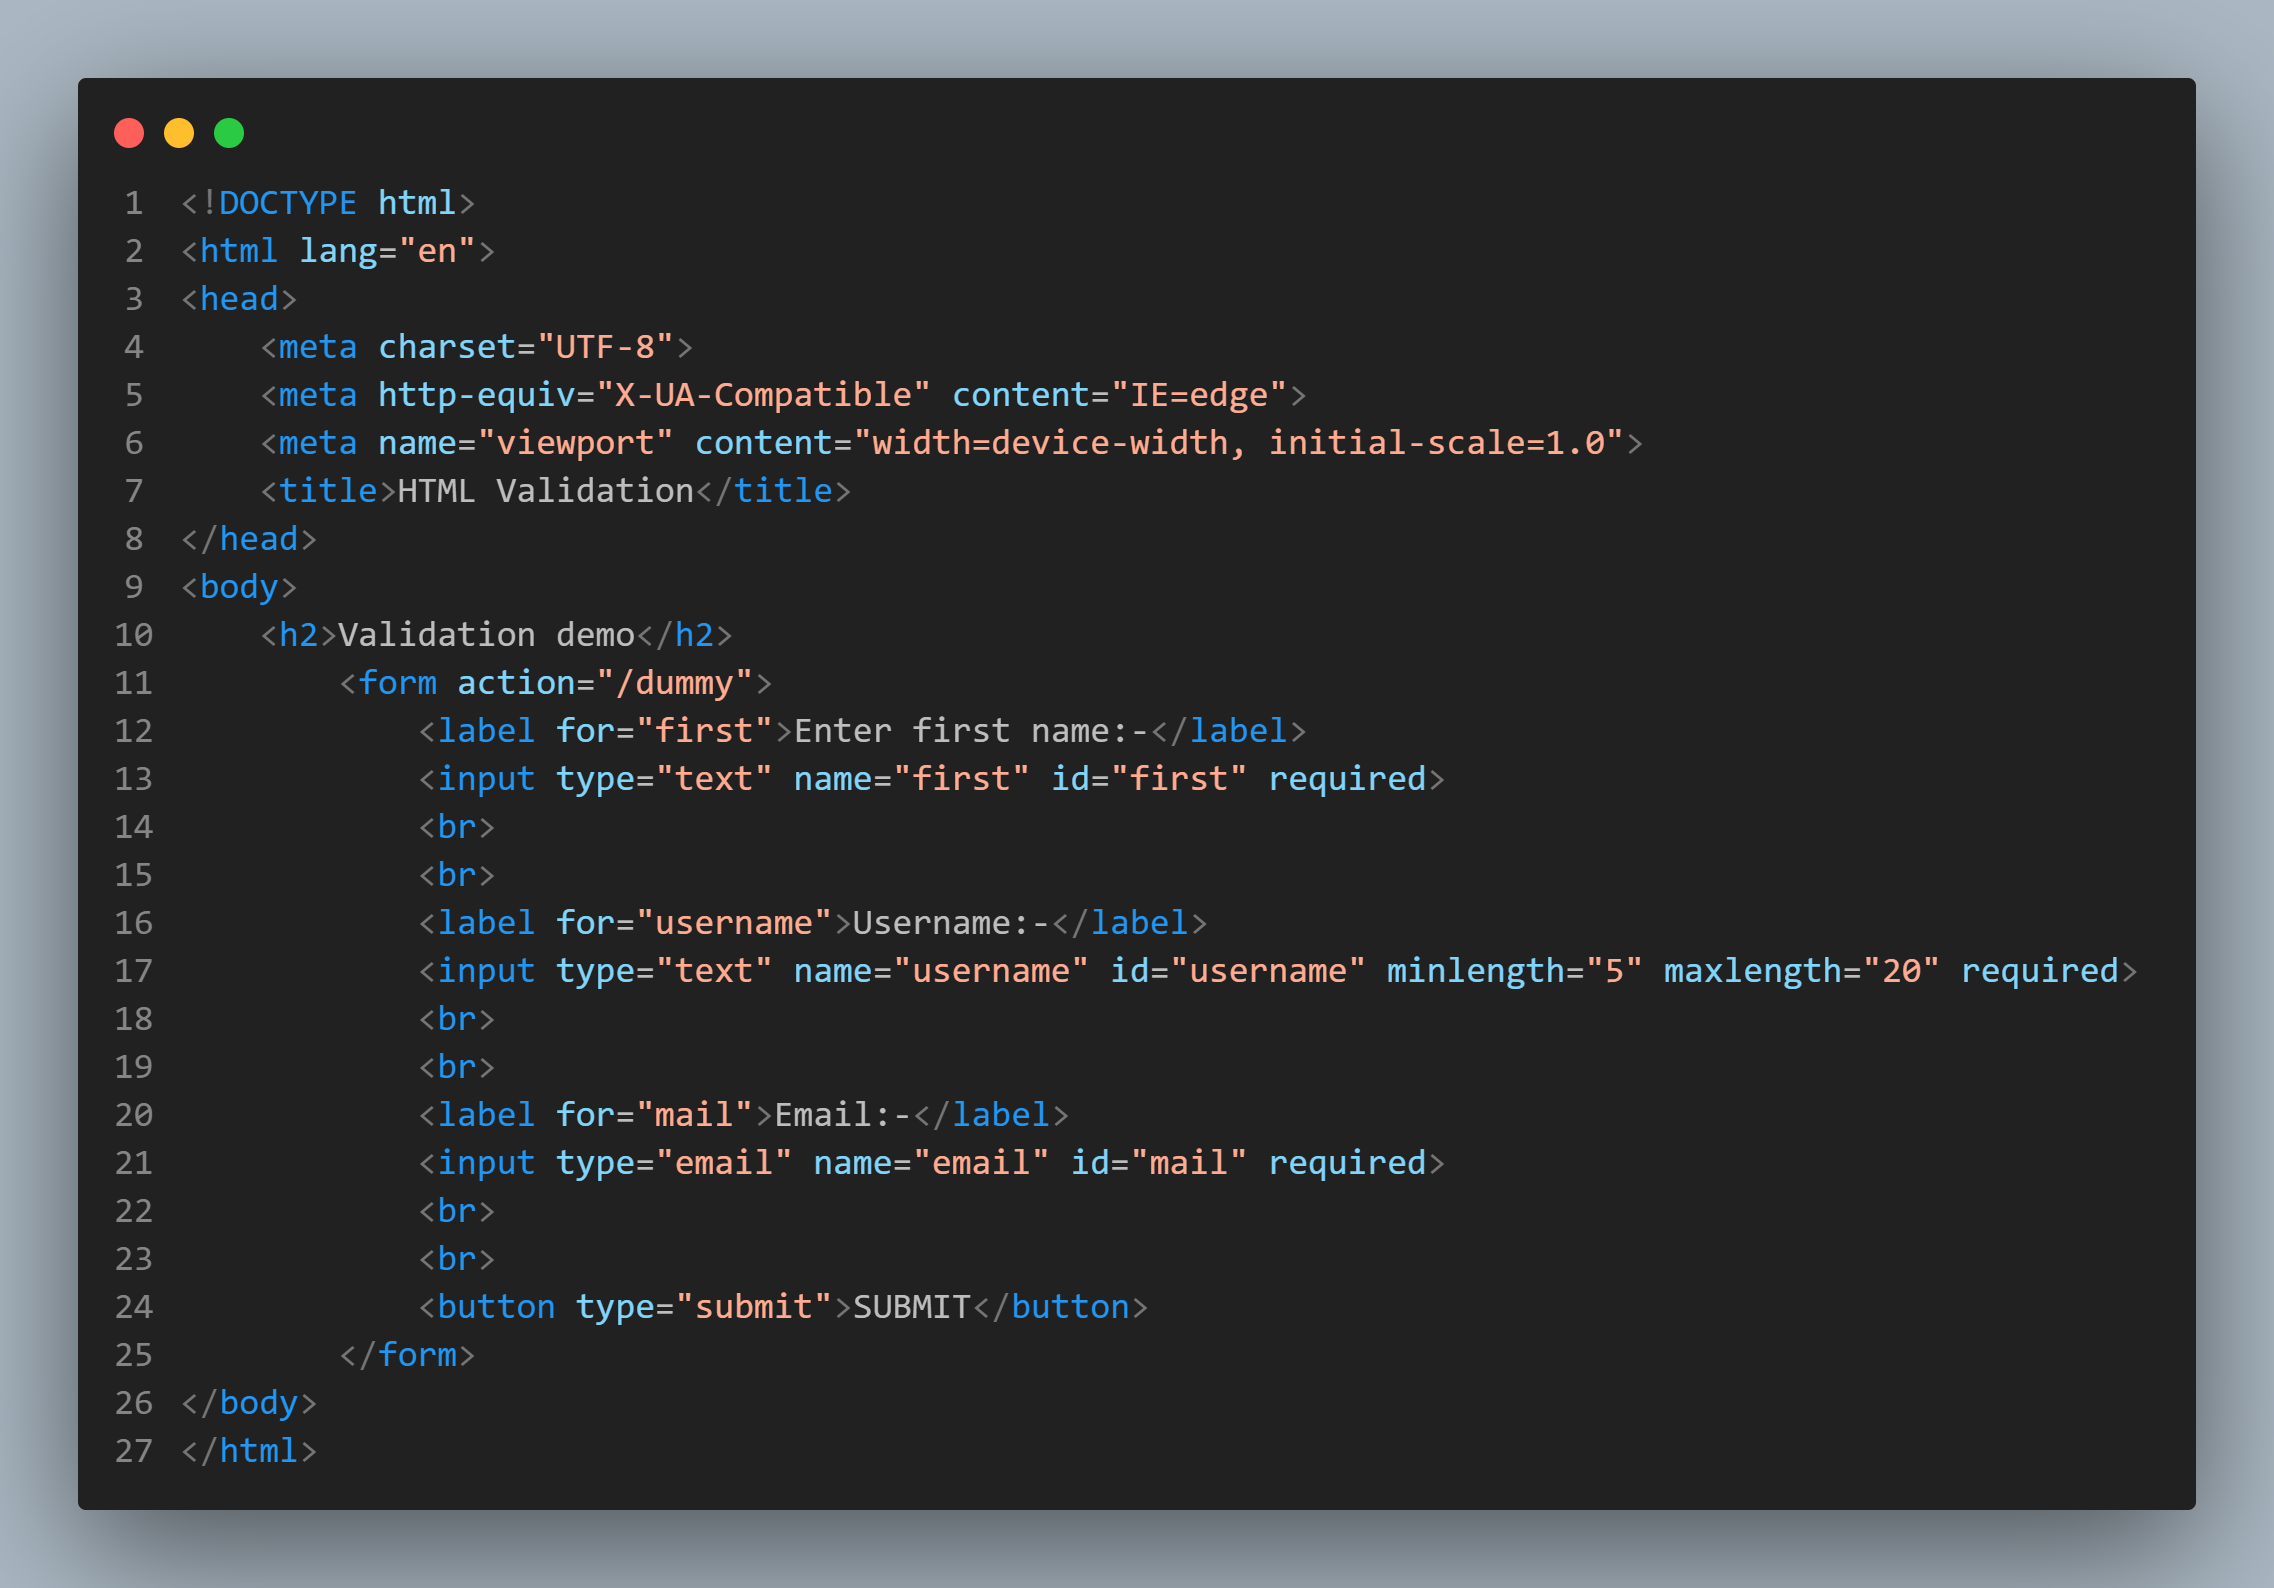 1 <!DOCTYPE html>
2 <html lang="en">
3 <head>
4     <meta charset="UTF-8">
5     <meta http-equiv="X-UA-Compatible" content="IE=edge">
6     <meta name="viewport" content="width=device-width, initial-scale=1.0">
7     <title>HTML Validation</title>
8 </head>
9 <body>
10     <h2>Validation demo</h2>
11         <form action="/dummy">
12             <label for="first">Enter first name:-</label>
13             <input type="text" name="first" id="first" required>
14             <br>
15             <br>
16             <label for="username">Username:-</label>
17             <input type="text" name="username" id="username" minlength="5" maxlength="20" required>
18             <br>
19             <br>
20             <label for="mail">Email:-</label>
21             <input type="email" name="email" id="mail" required>
22             <br>
23             <br>
24             <button type="submit">SUBMIT</button>
25         </form>
26 </body>
27 </html>